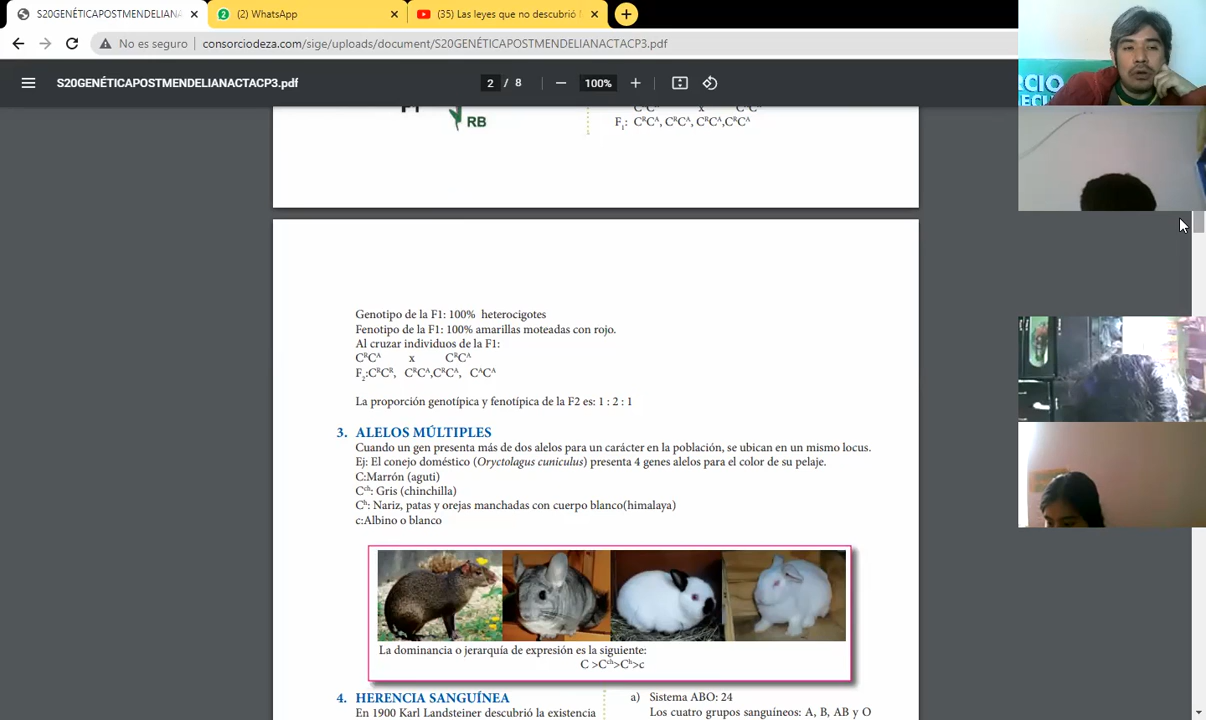 S20GENÉTICAPOSTMENDELIANA
(2) WhatsApp
(35) Las leyes que no descubrió
No es seguro
consorciodeza.com/sige/uploads/document/S20GENÉTICAPOSTMENDELIANACTACP3.pdf
S20GENÉTICAPOSTMENDELIANACTACP3.pdf
2 / 8
100%
RB
x
F₁: CᴿCᴬ, CᴿCᴬ, CᴿCᴬ,CᴿCᴬ
Genotipo de la F1: 100% heterocigotes
Fenotipo de la F1: 100% amarillas moteadas con rojo.
Al cruzar individuos de la F1:
CᴿCᴬ x CᴿCᴬ
F₂:CᴿCᴿ, CᴿCᴬ,CᴿCᴬ, CᴬCᴬ
La proporción genotípica y fenotípica de la F2 es: 1 : 2 : 1
3. ALELOS MÚLTIPLES
Cuando un gen presenta más de dos alelos para un carácter en la población, se ubican en un mismo locus.
Ej: El conejo doméstico (Oryctolagus cuniculus) presenta 4 genes alelos para el color de su pelaje.
C:Marrón (aguti)
Cᶜʰ: Gris (chinchilla)
Cʰ: Nariz, patas y orejas manchadas con cuerpo blanco(himalaya)
c:Albino o blanco
La dominancia o jerarquía de expresión es la siguiente:
C >Cᶜʰ>Cʰ>c
4. HERENCIA SANGUÍNEA
En 1900 Karl Landsteiner descubrió la existencia
a) Sistema ABO: 24
Los cuatro grupos sanguíneos: A, B, AB y O